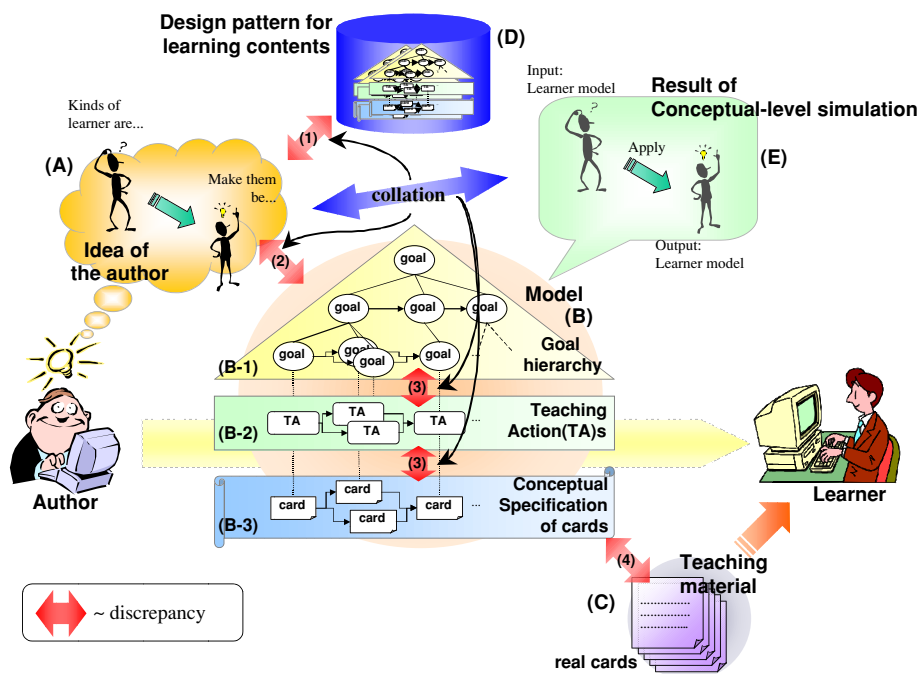 Design pattern for
learning contents
(D)
Input:
Learner model
Result of
Conceptual-level simulation
Kinds of
learner are...
?
(1)
?
(A)
Apply
(E)
Make them
be...
collation
Idea of
the author
(2)
Output:
Learner model
goal
Model
(B)
goal
goal
goal
Goal
hierarchy
goal
goal
goal
goal
...
(B-1)
(3)
TA
TA
TA
TA
...
Teaching
Action(TA)s
(B-2)
(3)
Author
Learner
card
card
card
card
...
Conceptual
Specification
of cards
(B-3)
(4)
Teaching
material
(C)
real cards
~ discrepancy